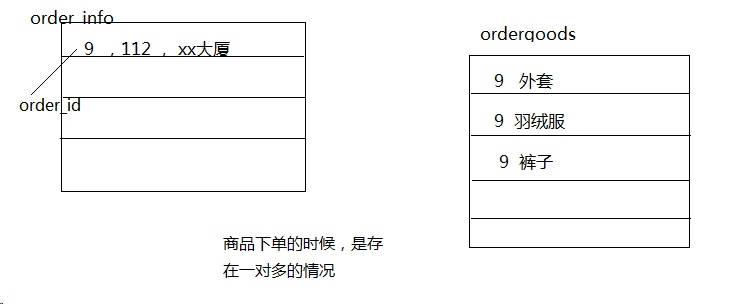 order_info
9 , 112 , xx大厦
order_id
ordergoods
9 外套
9 羽绒服
9 裤子
商品下单的时候，是存
在一对多的情况